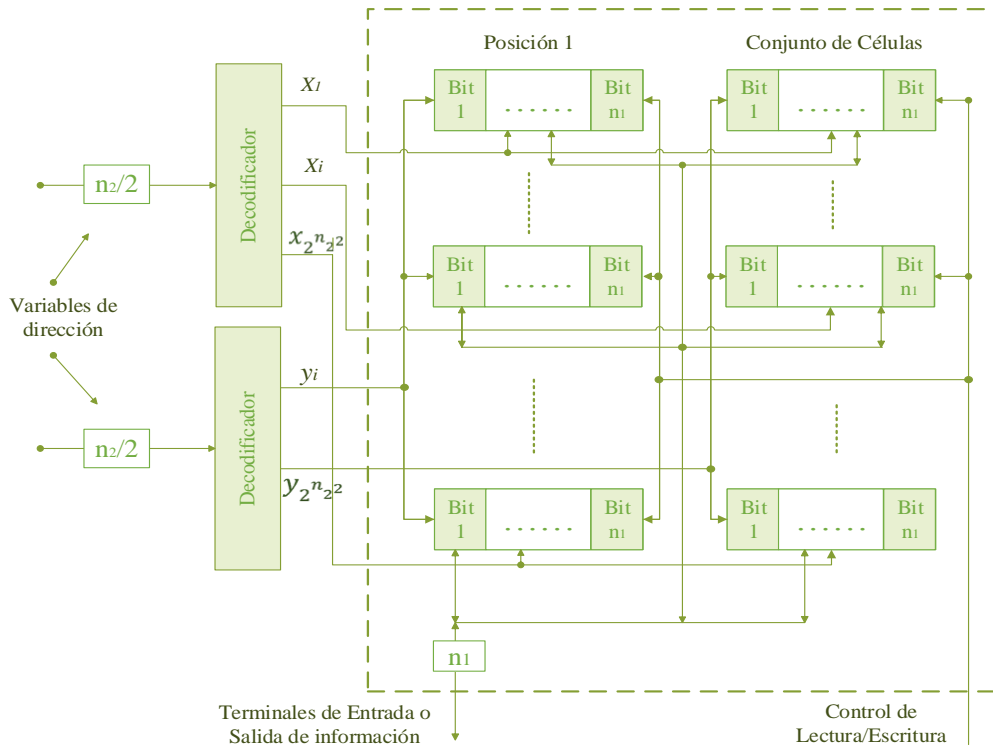 Posición 1
Conjunto de Células
X1
Bit 1
......
Bit n1
Bit 1
......
Bit n1
Decodificador
Xi
n2/2
x2n22
Variables de dirección
Bit 1
......
Bit n1
Bit 1
......
Bit n1
yi
Decodificador
n2/2
y2n22
Bit 1
......
Bit n1
Bit 1
......
Bit n1
n1
Terminales de Entrada o
Salida de información
Control de
Lectura/Escritura